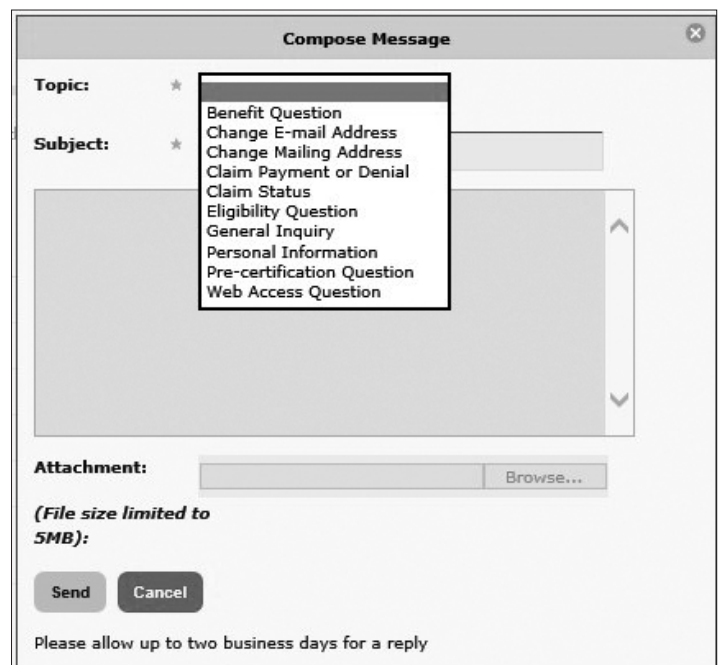 Compose Message
Topic:
Benefit Question
Change E-mail Address
Change Mailing Address
Claim Payment or Denial
Claim Status
Eligibility Question
General Inquiry
Personal Information
Pre-certification Question
Web Access Question
Subject:
Attachment:
Browse...
(File size limited to
5MB):
Send Cancel
Please allow up to two business days for a reply